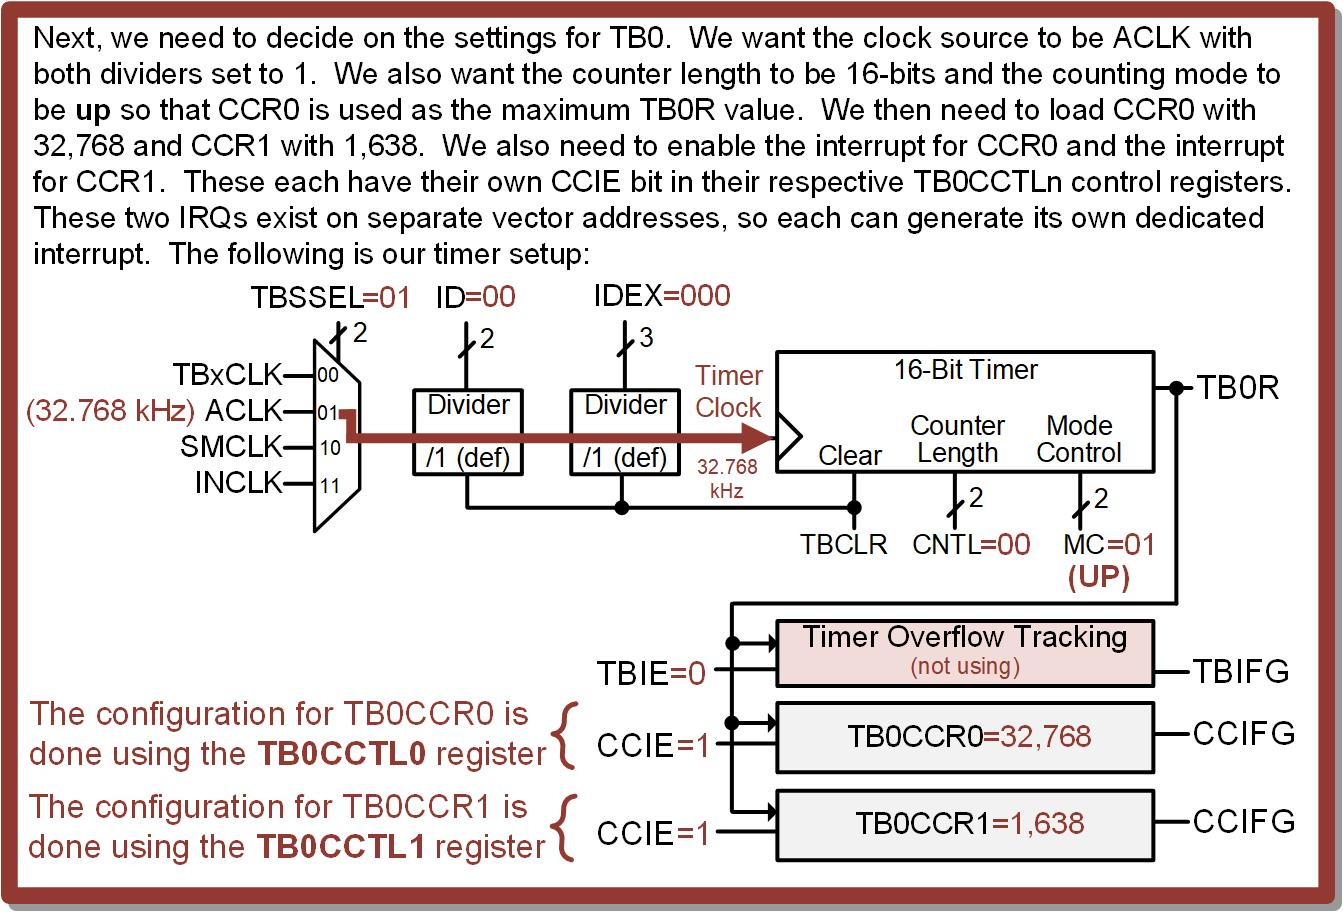 Next, we need to decide on the settings for TB0.  We want the clock source to be ACLK with
both dividers set to 1.  We also want the counter length to be 16-bits and the counting mode to
be up so that CCR0 is used as the maximum TB0R value.  We then need to load CCR0 with
32,768 and CCR1 with 1,638.  We also need to enable the interrupt for CCR0 and the interrupt
for CCR1.  These each have their own CCIE bit in their respective TB0CCTLn control registers.
These two IRQs exist on separate vector addresses, so each can generate its own dedicated
interrupt.  The following is our timer setup:
TBSSEL=01
ID=00
IDEX=000
2
2
3
TBxCLK
00
(32.768 kHz) ACLK
01
SMCLK
10
INCLK
11
Divider
/1 (def)
Divider
/1 (def)
Timer
Clock
32.768
kHz
16-Bit Timer
Clear
Counter
Length
Mode
Control
TB0R
2
2
TBCLR
CNTL=00
MC=01
(UP)
Timer Overflow Tracking
(not using)
TBIE=0
TBIFG
The configuration for TB0CCR0 is
done using the TB0CCTL0 register
CCIE=1
TB0CCR0=32,768
CCIFG
The configuration for TB0CCR1 is
done using the TB0CCTL1 register
CCIE=1
TB0CCR1=1,638
CCIFG